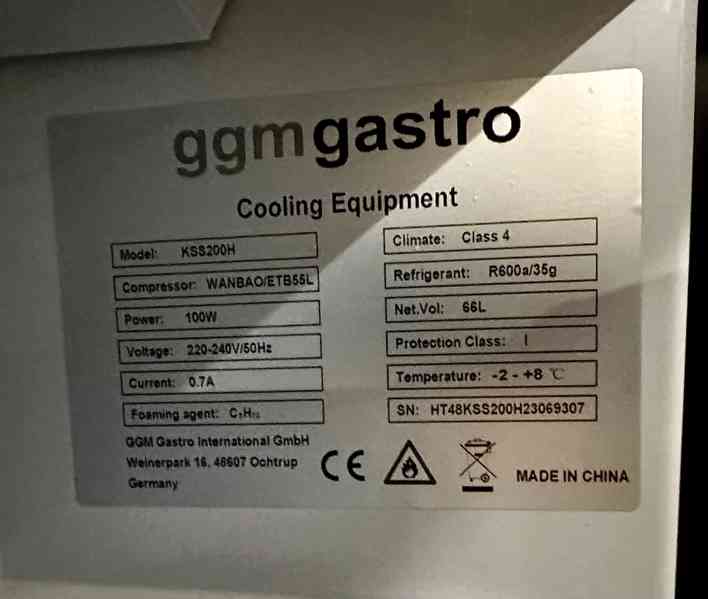 ggmgastro
Cooling Equipment
Model: KSS200H
Compressor: WANBAO/ETB55L
Power: 100W
Voltage: 220-240V/50Hz
Current: 0.7A
Foaming agent: C₅H₁₀
Climate: Class 4
Refrigerant: R600a/35g
Net.Vol: 66L
Protection Class: I
Temperature: -2 - +8 ℃
SN: HT48KSS200H23069307
GGM Gastro International GmbH
Weinerpark 16, 48607 Ochtrup
Germany
CE
MADE IN CHINA